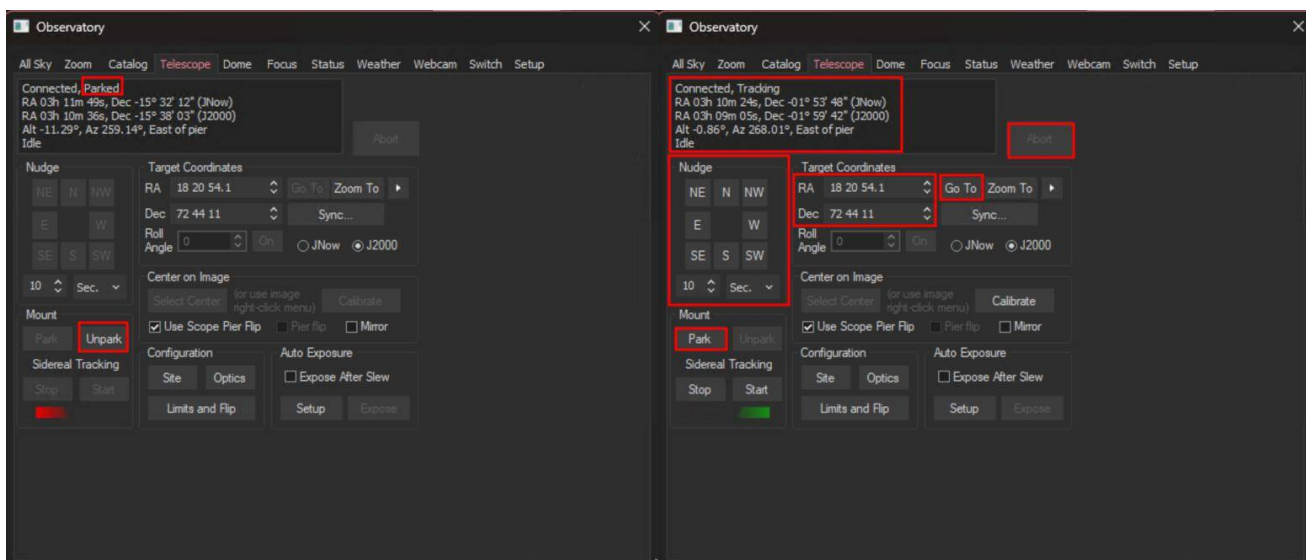 Observatory
All Sky Zoom Catalog Telescope Dome Focus Status Weather Webcam Switch Setup
Connected, Parked
RA 03h 11m 49s, Dec -15° 32' 12" (JNow)
RA 03h 10m 36s, Dec -15° 38' 03" (J2000)
Alt -11.29°, Az 259.14°, East of pier
Idle
Abort
Nudge
NE N NW
E W
SE S SW
10 Sec.
Target Coordinates
RA 18 20 54.1 Go To Zoom To
Dec 72 44 11 Sync...
Roll Angle 0 On JNow J2000
Center on Image
Select Center (or use image right-click menu) Calibrate
Use Scope Pier Flip Pier flip Mirror
Mount
Park Unpark
Sidereal Tracking
Stop Start
Configuration
Site Optics
Limits and Flip
Auto Exposure
Expose After Slew
Setup Expose
Observatory
All Sky Zoom Catalog Telescope Dome Focus Status Weather Webcam Switch Setup
Connected, Tracking
RA 03h 10m 24s, Dec -01° 53' 48" (JNow)
RA 03h 09m 05s, Dec -01° 59' 42" (J2000)
Alt -0.86°, Az 268.01°, East of pier
Idle
Abort
Nudge
NE N NW
E W
SE S SW
10 Sec.
Target Coordinates
RA 18 20 54.1 Go To Zoom To
Dec 72 44 11 Sync...
Roll Angle 0 On JNow J2000
Center on Image
Select Center (or use image right-click menu) Calibrate
Use Scope Pier Flip Pier flip Mirror
Mount
Park Unpark
Sidereal Tracking
Stop Start
Configuration
Site Optics
Limits and Flip
Auto Exposure
Expose After Slew
Setup Expose